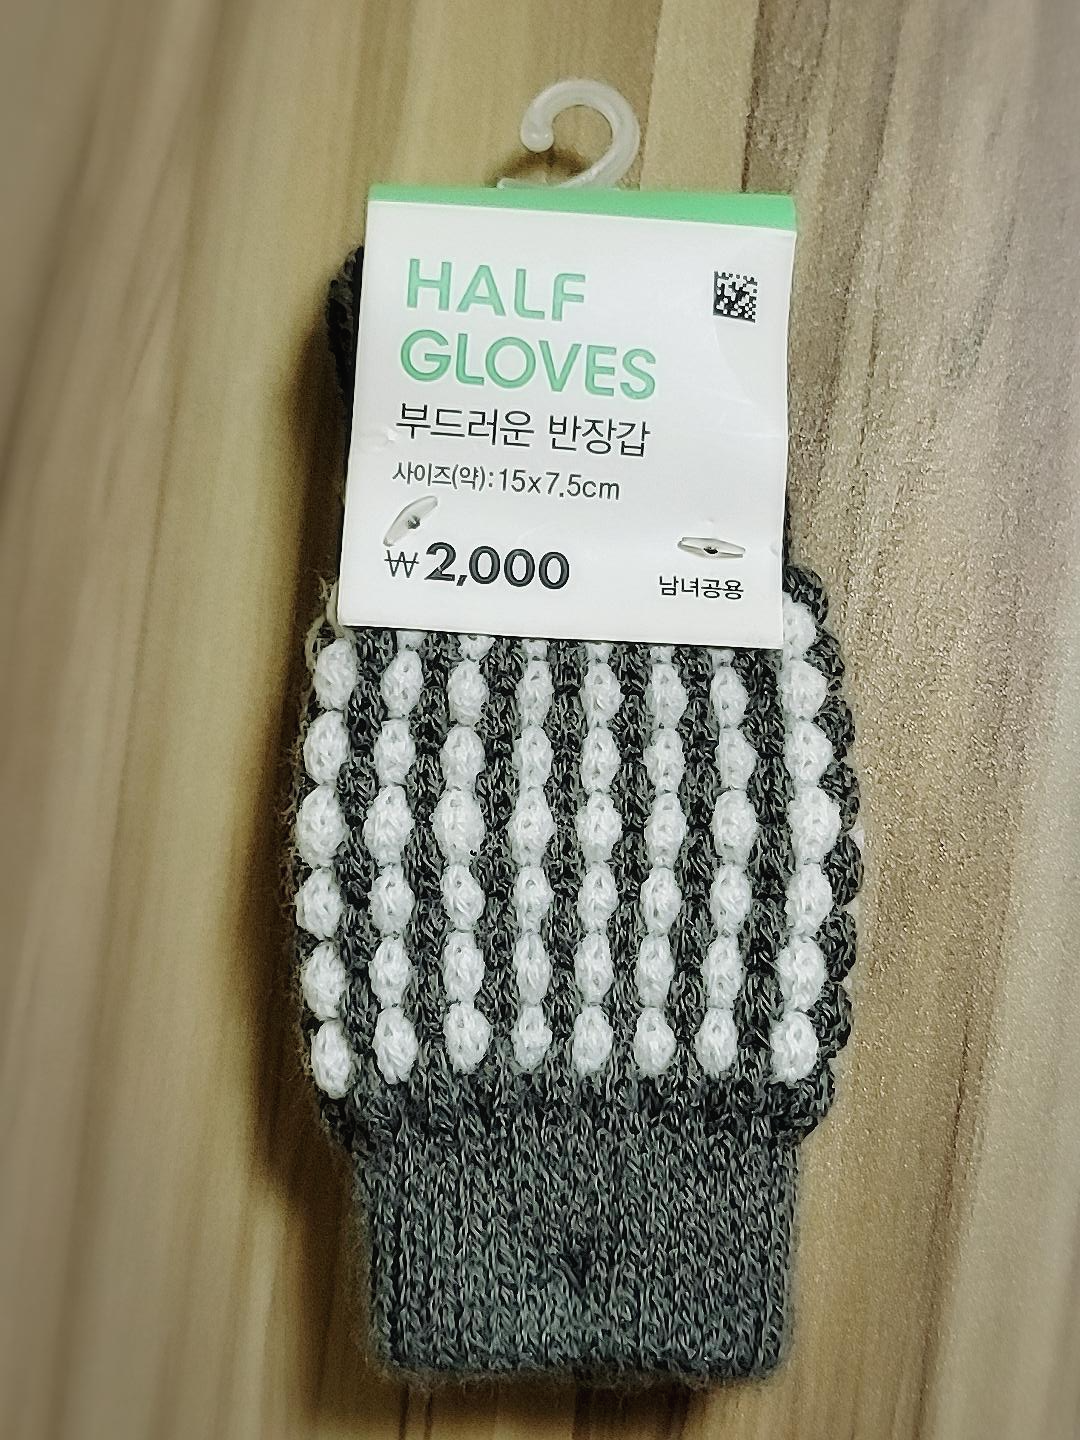 HALF
GLOVES
부드러운 반장갑
사이즈(약):15x7.5cm
₩2,000
남녀공용